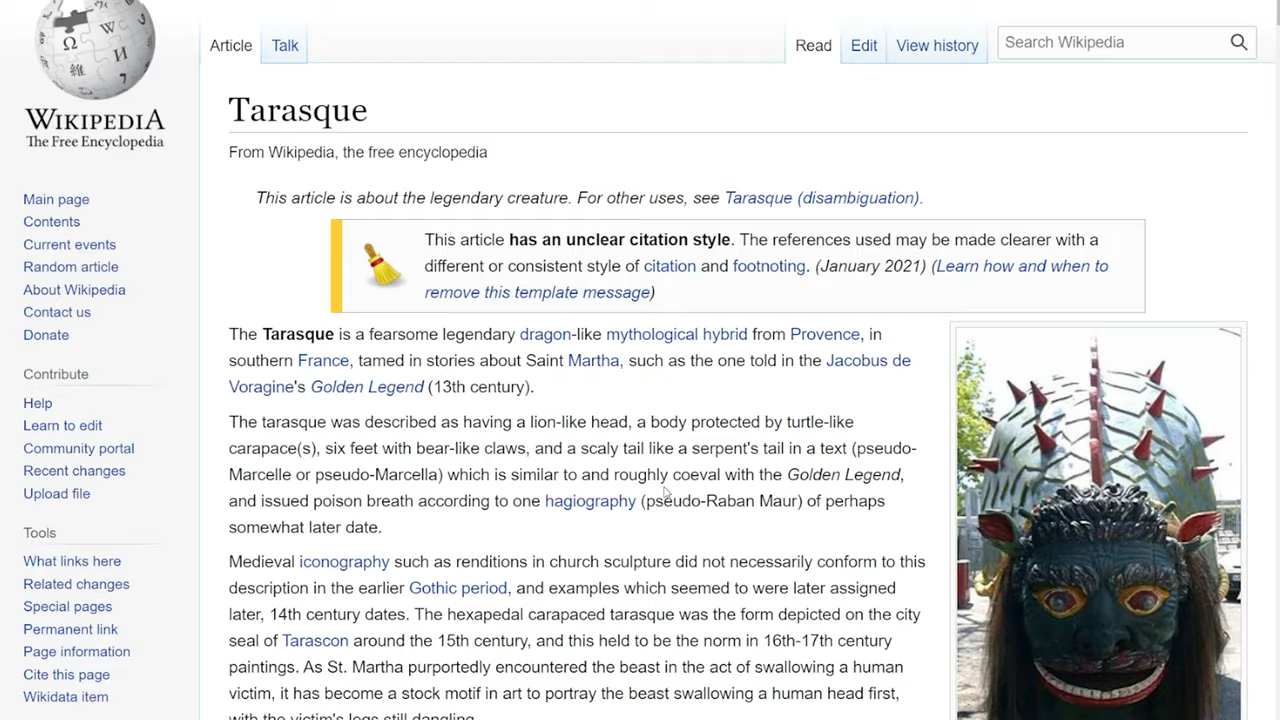 Article
Talk
Read
Edit
View history
Search Wikipedia
WIKIPEDIA
The Free Encyclopedia
Main page
Contents
Current events
Random article
About Wikipedia
Contact us
Donate
Contribute
Help
Learn to edit
Community portal
Recent changes
Upload file
Tools
What links here
Related changes
Special pages
Permanent link
Page information
Cite this page
Wikidata item
Tarasque
From Wikipedia, the free encyclopedia
This article is about the legendary creature. For other uses, see Tarasque (disambiguation).
This article has an unclear citation style. The references used may be made clearer with a
different or consistent style of citation and footnoting. (January 2021) (Learn how and when to
remove this template message)
The Tarasque is a fearsome legendary dragon-like mythological hybrid from Provence, in
southern France, tamed in stories about Saint Martha, such as the one told in the Jacobus de
Voragine's Golden Legend (13th century).
The tarasque was described as having a lion-like head, a body protected by turtle-like
carapace(s), six feet with bear-like claws, and a scaly tail like a serpent's tail in a text (pseudo-
Marcelle or pseudo-Marcella) which is similar to and roughly coeval with the Golden Legend,
and issued poison breath according to one hagiography (pseudo-Raban Maur) of perhaps
somewhat later date.
Medieval iconography such as renditions in church sculpture did not necessarily conform to this
description in the earlier Gothic period, and examples which seemed to were later assigned
later, 14th century dates. The hexapedal carapaced tarasque was the form depicted on the city
seal of Tarascon around the 15th century, and this held to be the norm in 16th-17th century
paintings. As St. Martha purportedly encountered the beast in the act of swallowing a human
victim, it has become a stock motif in art to portray the beast swallowing a human head first,
with the victim's legs still dangling.